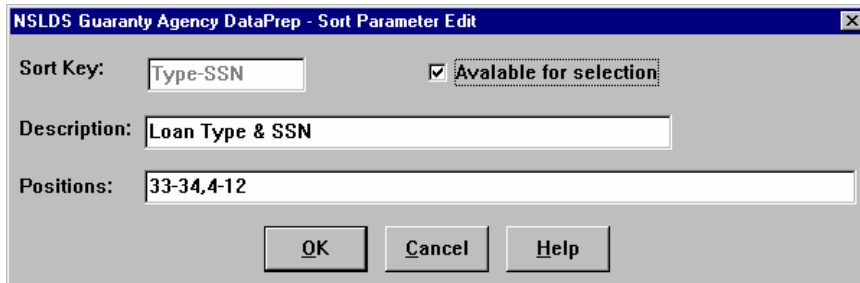 NSLDS Guaranty Agency DataPrep - Sort Parameter Edit
Sort Key: Type-SSN Avalable for selection
Description: Loan Type & SSN
Positions: 33-34,4-12
OK Cancel Help